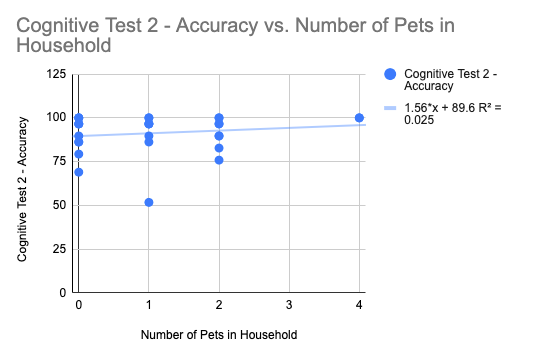 Cognitive Test 2 - Accuracy vs. Number of Pets in
Household
Cognitive Test 2 - Accuracy
125
100
75
50
25
0
0 1 2 3 4
Number of Pets in Household
Cognitive Test 2 -
Accuracy
1.56*x + 89.6 R² =
0.025